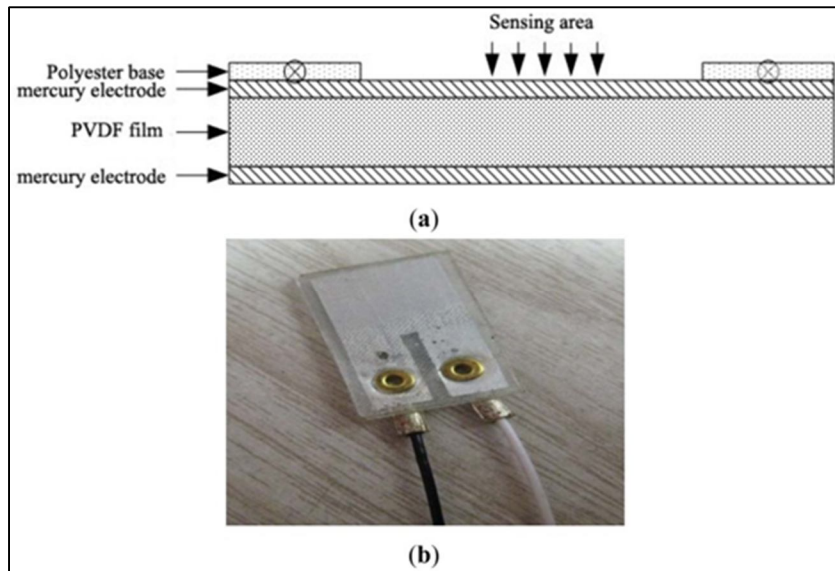 Sensing area
Polyester base
mercury electrode
PVDF film
mercury electrode
(a)
(b)